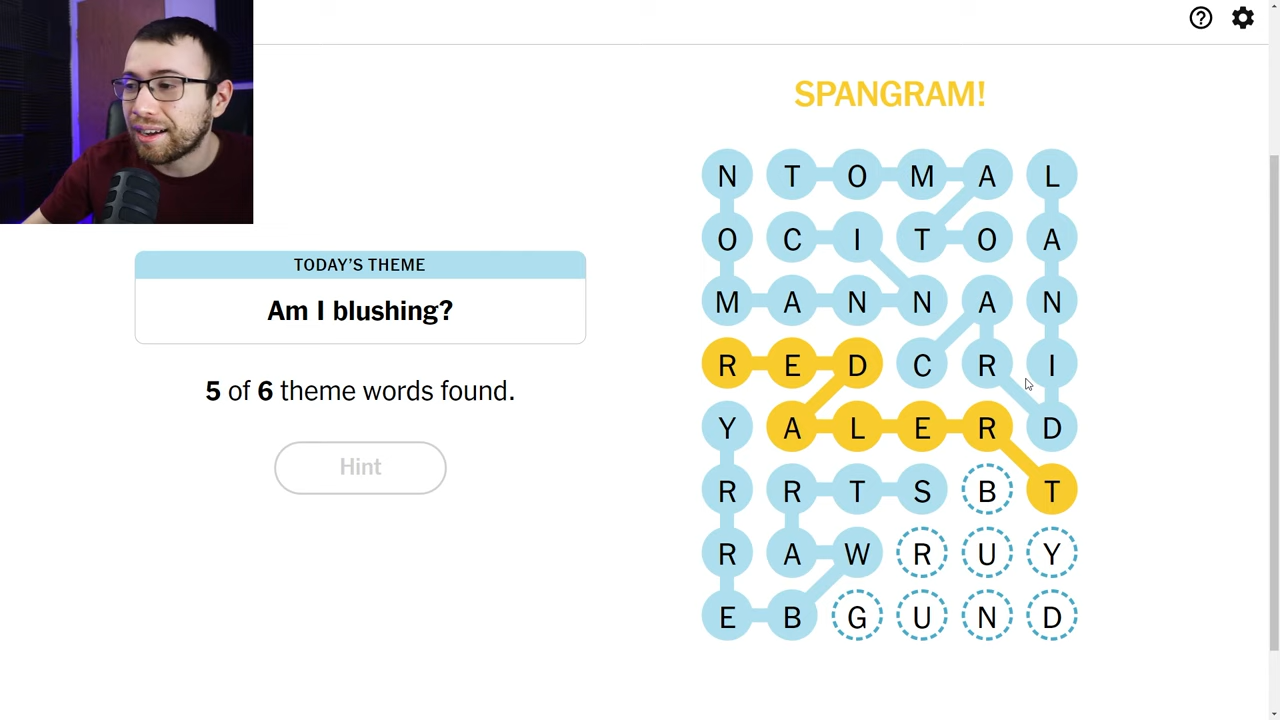 SPANGRAM!
TODAY'S THEME
Am I blushing?
5 of 6 theme words found.
Hint
N T O M A L
O C I T O A
M A N N A N
R E D C R I
Y A L E R D
R R T S B T
R A W R U Y
E B G U N D